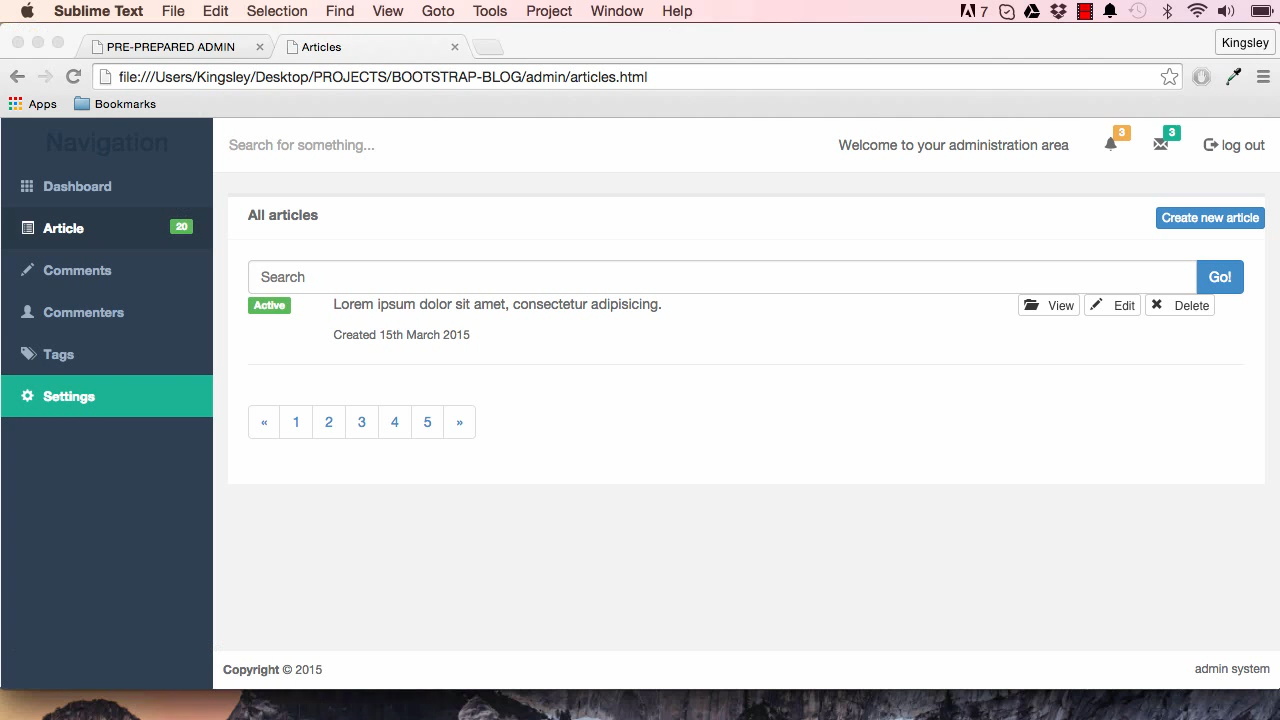 Sublime Text File Edit Selection Find View Goto Tools Project Window Help 7
PRE-PREPARED ADMIN Articles Kingsley
file:///Users/Kingsley/Desktop/PROJECTS/BOOTSTRAP-BLOG/admin/articles.html
Apps Bookmarks
Navigation
Dashboard
Article 20
Comments
Commenters
Tags
Settings
Search for something... Welcome to your administration area 3 3 log out
All articles Create new article
Search Go!
Active Lorem ipsum dolor sit amet, consectetur adipisicing. View Edit Delete
Created 15th March 2015
« 1 2 3 4 5 »
Copyright © 2015 admin system